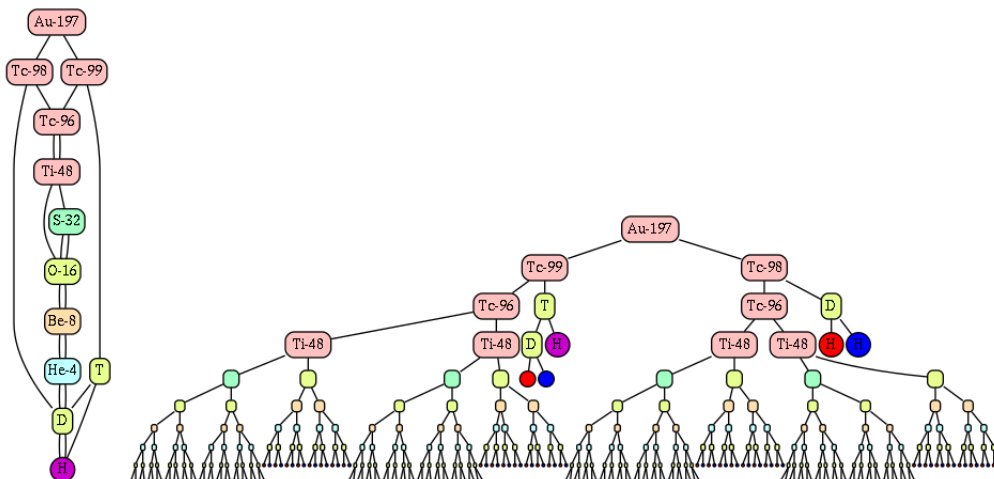 Au-197
Tc-98 Tc-99
Tc-96
Ti-48
S-32
O-16
Be-8
He-4 T
D
H
Au-197
Tc-99 Tc-98
Tc-96 T Tc-96 D
Ti-48 Ti-48 D H Ti-48 Ti-48 H H